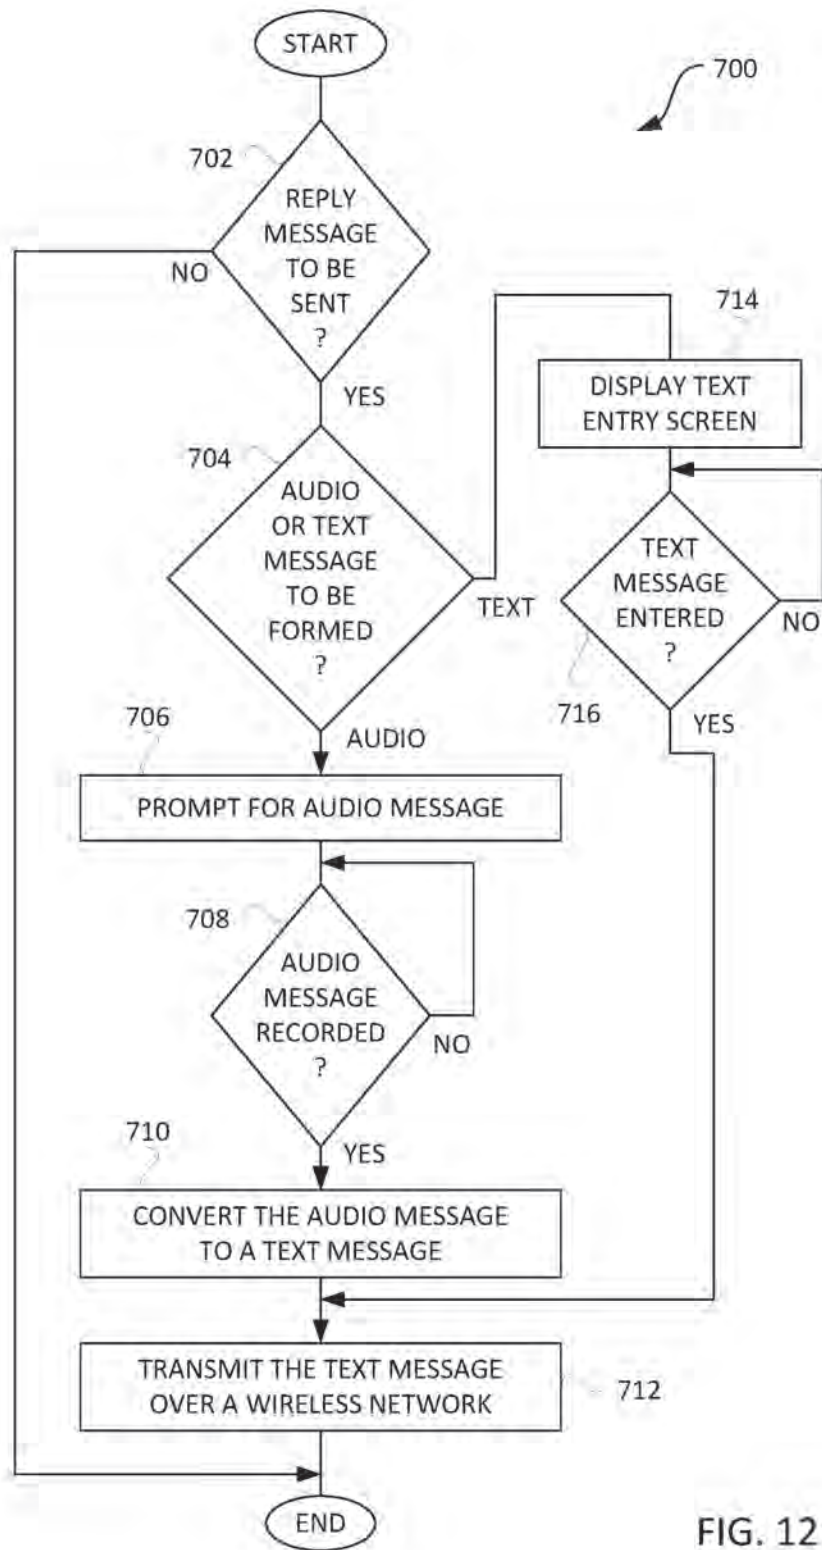 START
700
702
REPLY
MESSAGE
TO BE
SENT
?
NO
YES
704
AUDIO
OR TEXT
MESSAGE
TO BE
FORMED
?
TEXT
714
DISPLAY TEXT
ENTRY SCREEN
TEXT
MESSAGE
ENTERED
?
NO
716
YES
AUDIO
706
PROMPT FOR AUDIO MESSAGE
708
AUDIO
MESSAGE
RECORDED
?
NO
YES
710
CONVERT THE AUDIO MESSAGE
TO A TEXT MESSAGE
TRANSMIT THE TEXT MESSAGE
OVER A WIRELESS NETWORK
712
END
FIG. 12